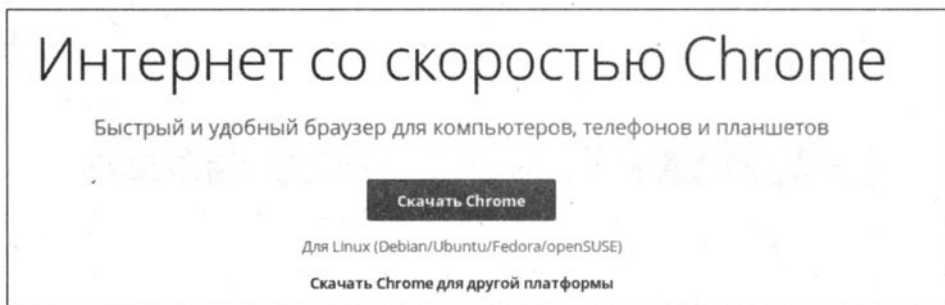 Интернет со скоростью Chrome
Быстрый и удобный браузер для компьютеров, телефонов и планшетов
Скачать Chrome
Для Linux (Debian/Ubuntu/Fedora/openSUSE)
Скачать Chrome для другой платформы